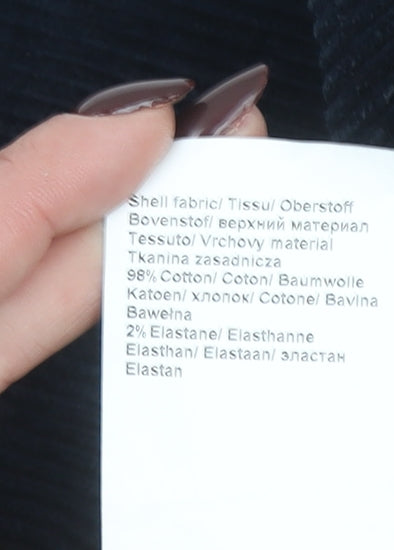 Shell fabric/ Tissu/ Oberstoff
Bovenstof/ верхний материал
Tessuto/ Vrchovy material
Tkanina zasadnicza
98% Cotton/ Coton/ Baumwolle
Katoen/ хлопок/ Cotone/ Bavlna
Bawełna
2% Elastane/ Elasthanne
Elasthan/ Elastaan/ эластан
Elastan